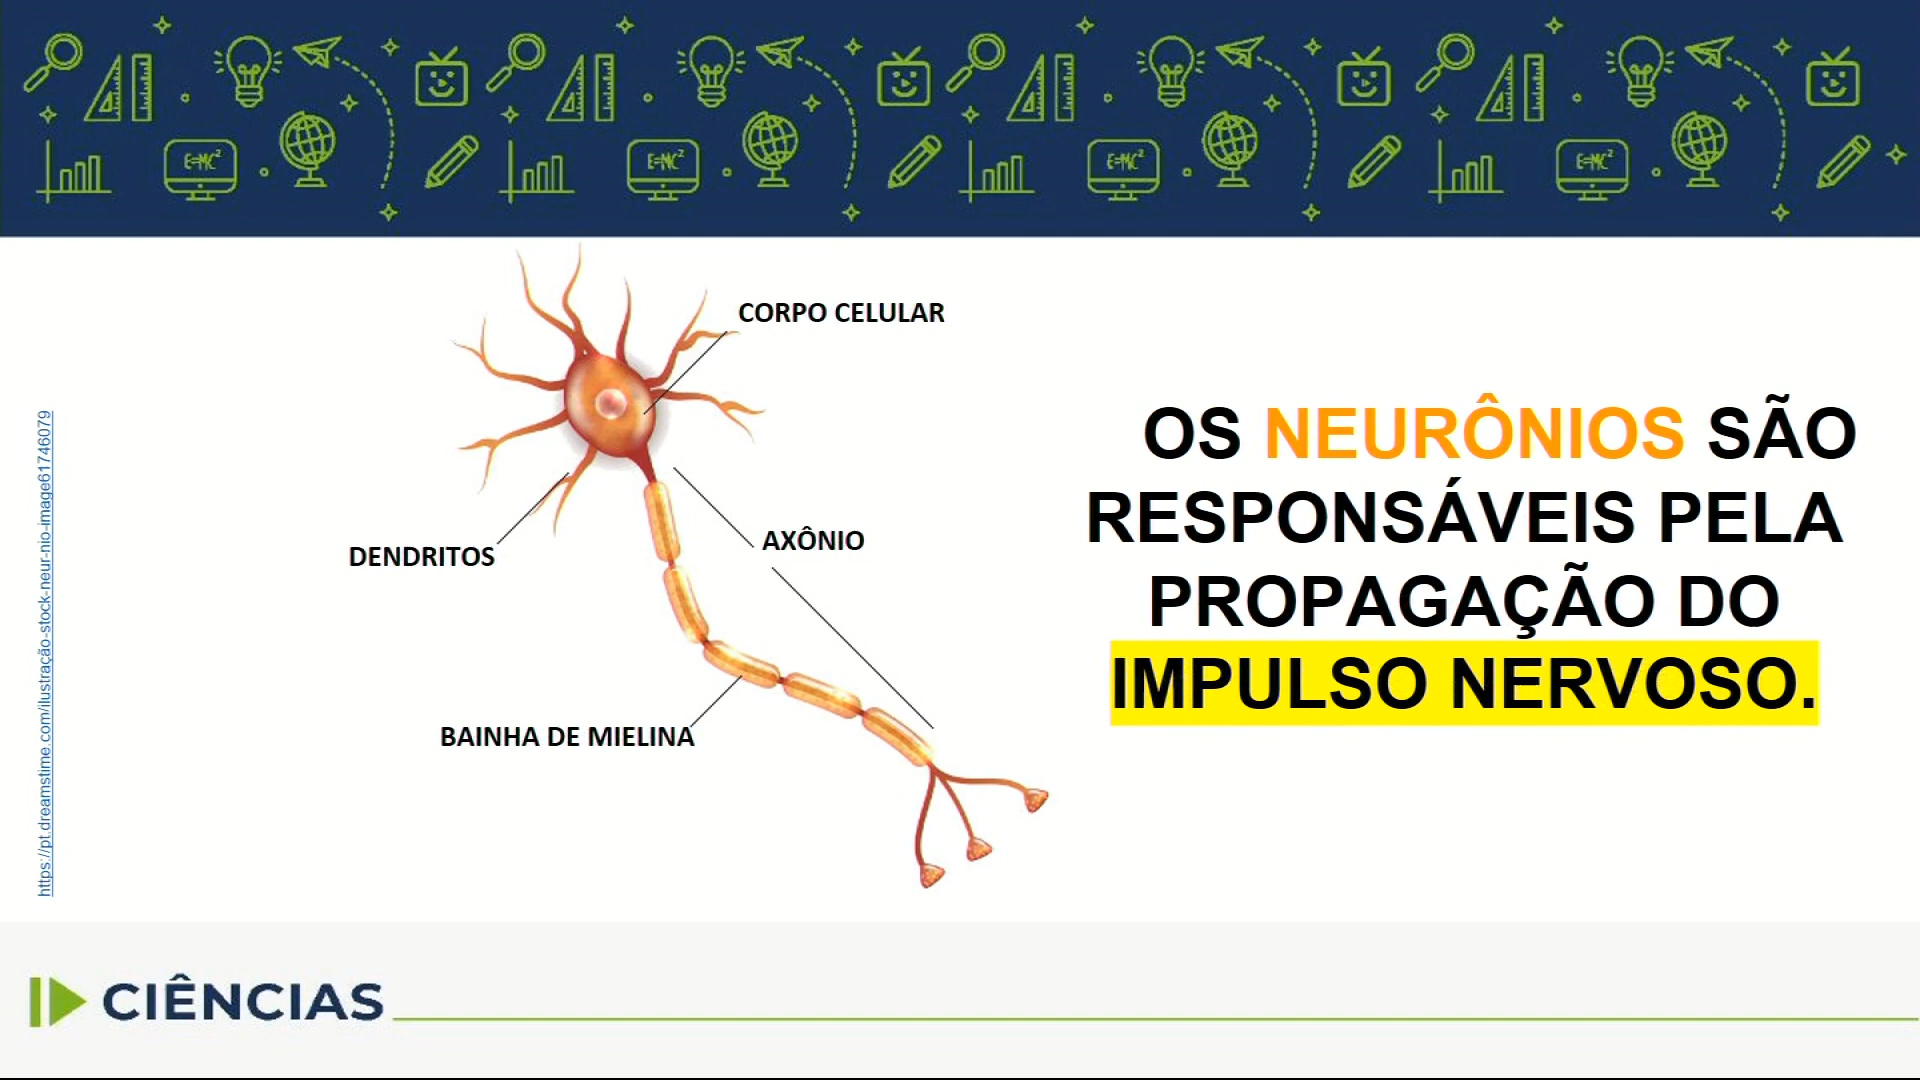 E=MC²
E=MC²
E=MC²
E=MC²
CORPO CELULAR
DENDRITOS
AXÔNIO
BAINHA DE MIELINA
OS NEURÔNIOS SÃO
RESPONSÁVEIS PELA
PROPAGAÇÃO DO
IMPULSO NERVOSO.
https://pt.dreamstime.com/ilustração-stock-neur-nio-image61746079
CIÊNCIAS